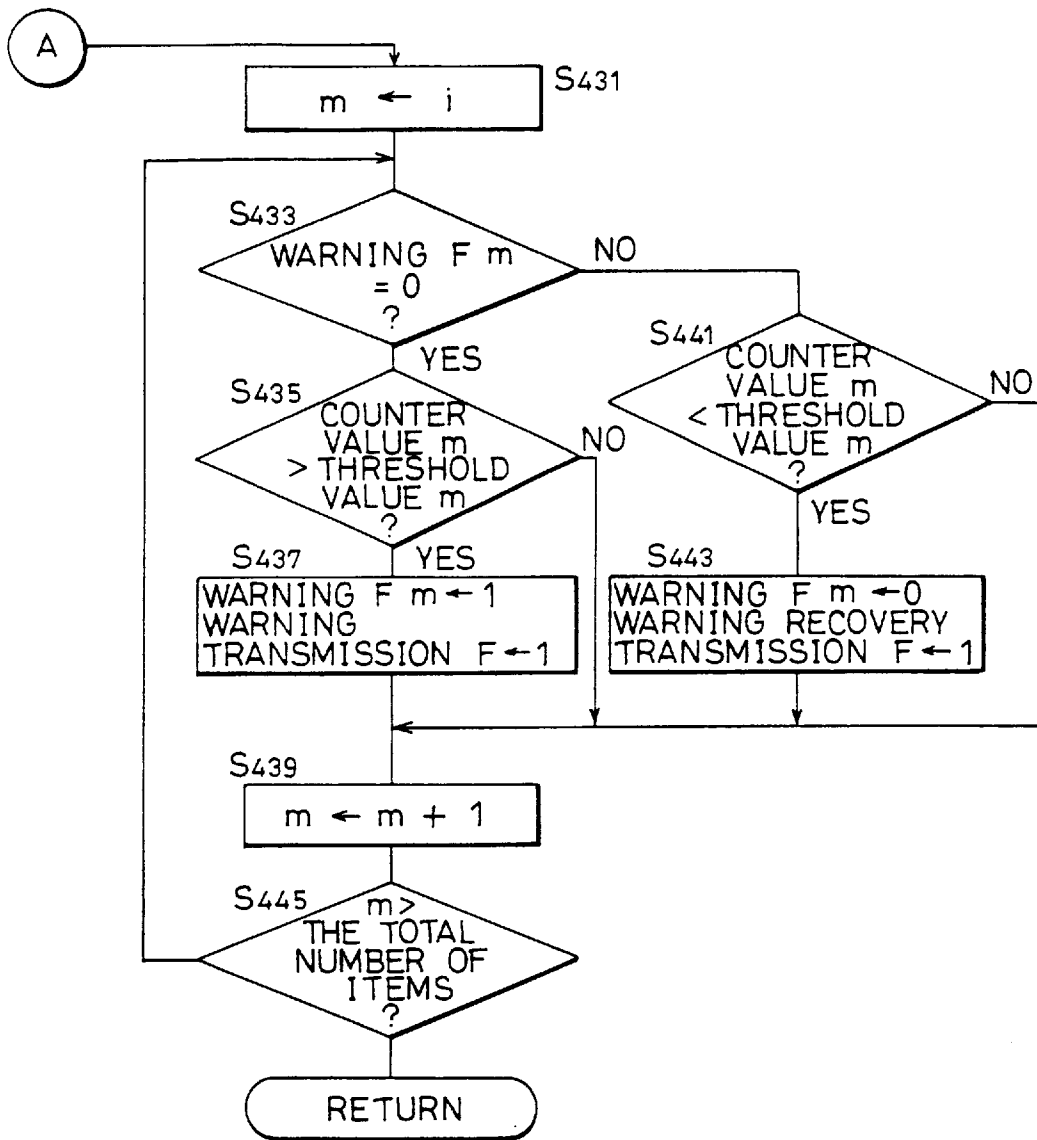 A
S431
m ← i
S433
WARNING F m
= 0
?
NO
YES
S441
COUNTER
VALUE m
< THRESHOLD
VALUE m
?
NO
YES
S435
COUNTER
VALUE m
> THRESHOLD
VALUE m
?
NO
YES
S437
WARNING F m ← 1
WARNING
TRANSMISSION F ← 1
S443
WARNING F m ← 0
WARNING RECOVERY
TRANSMISSION F ← 1
S439
m ← m + 1
S445
m >
THE TOTAL
NUMBER OF
ITEMS
?
RETURN